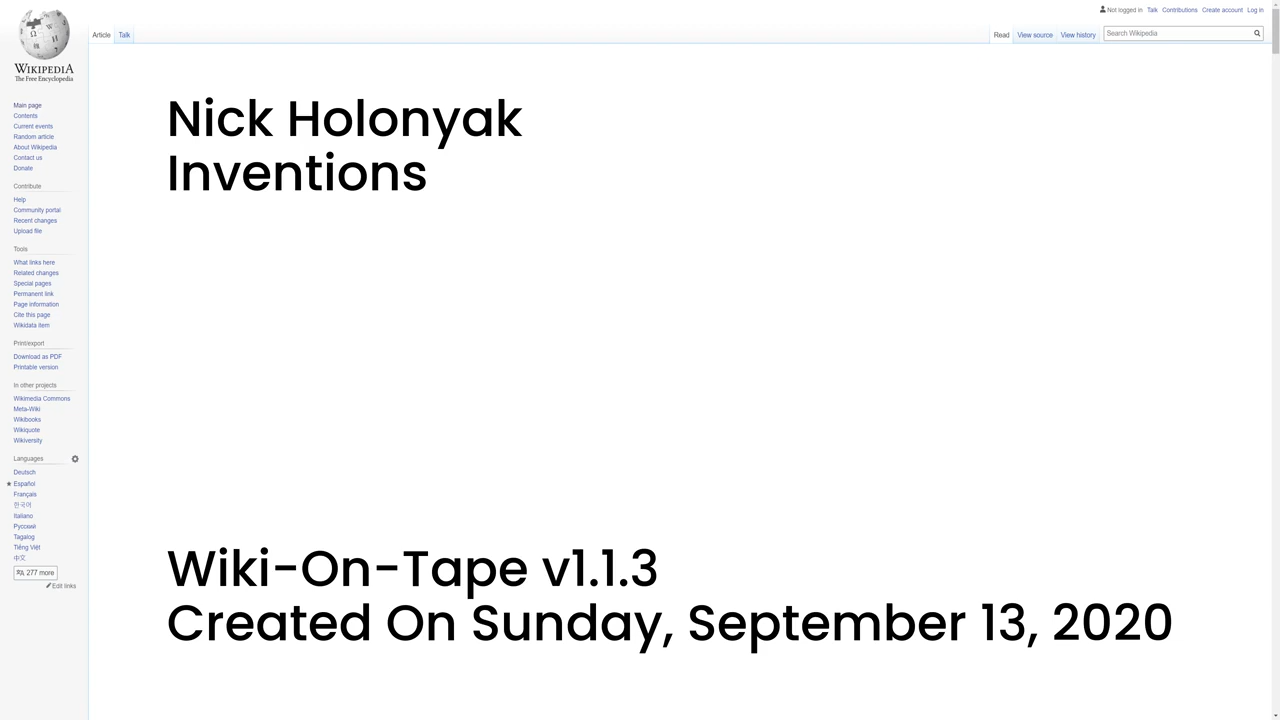 Not logged in Talk Contributions Create account Log in
Article Talk Read View source View history Search Wikipedia
WIKIPEDIA
The Free Encyclopedia
Main page
Contents
Current events
Random article
About Wikipedia
Contact us
Donate
Contribute
Help
Community portal
Recent changes
Upload file
Tools
What links here
Related changes
Special pages
Permanent link
Page information
Cite this page
Wikidata item
Print/export
Download as PDF
Printable version
In other projects
Wikimedia Commons
Meta-Wiki
Wikibooks
Wikiquote
Wikiversity
Languages
Deutsch
Español
Français
한국어
Italiano
Русский
Tagalog
Tiếng Việt
中文
277 more
Edit links
Nick Holonyak
Inventions
Wiki-On-Tape v1.1.3
Created On Sunday, September 13, 2020